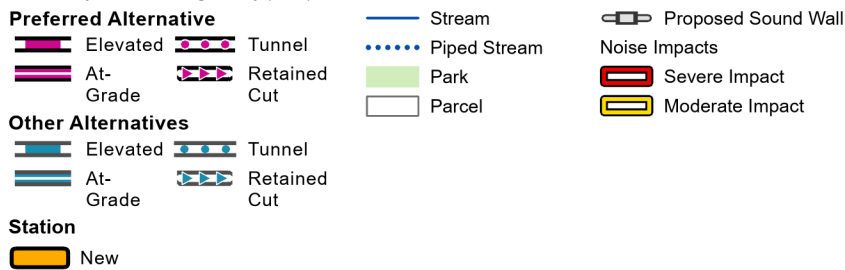 Preferred Alternative
Elevated
Tunnel
At-
Grade
Retained
Cut
Other Alternatives
Elevated
Tunnel
At-
Grade
Retained
Cut
Station
New
Stream
Piped Stream
Park
Parcel
Proposed Sound Wall
Noise Impacts
Severe Impact
Moderate Impact